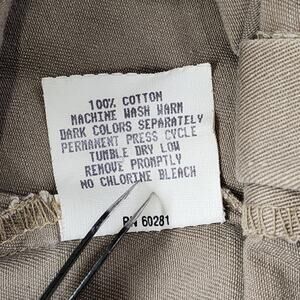 100% COTTON
MACHINE WASH WARM
DARK COLORS SEPARATELY
PERMANENT PRESS CYCLE
TUMBLE DRY LOW
REMOVE PROMPTLY
NO CHLORINE BLEACH
RN 60281